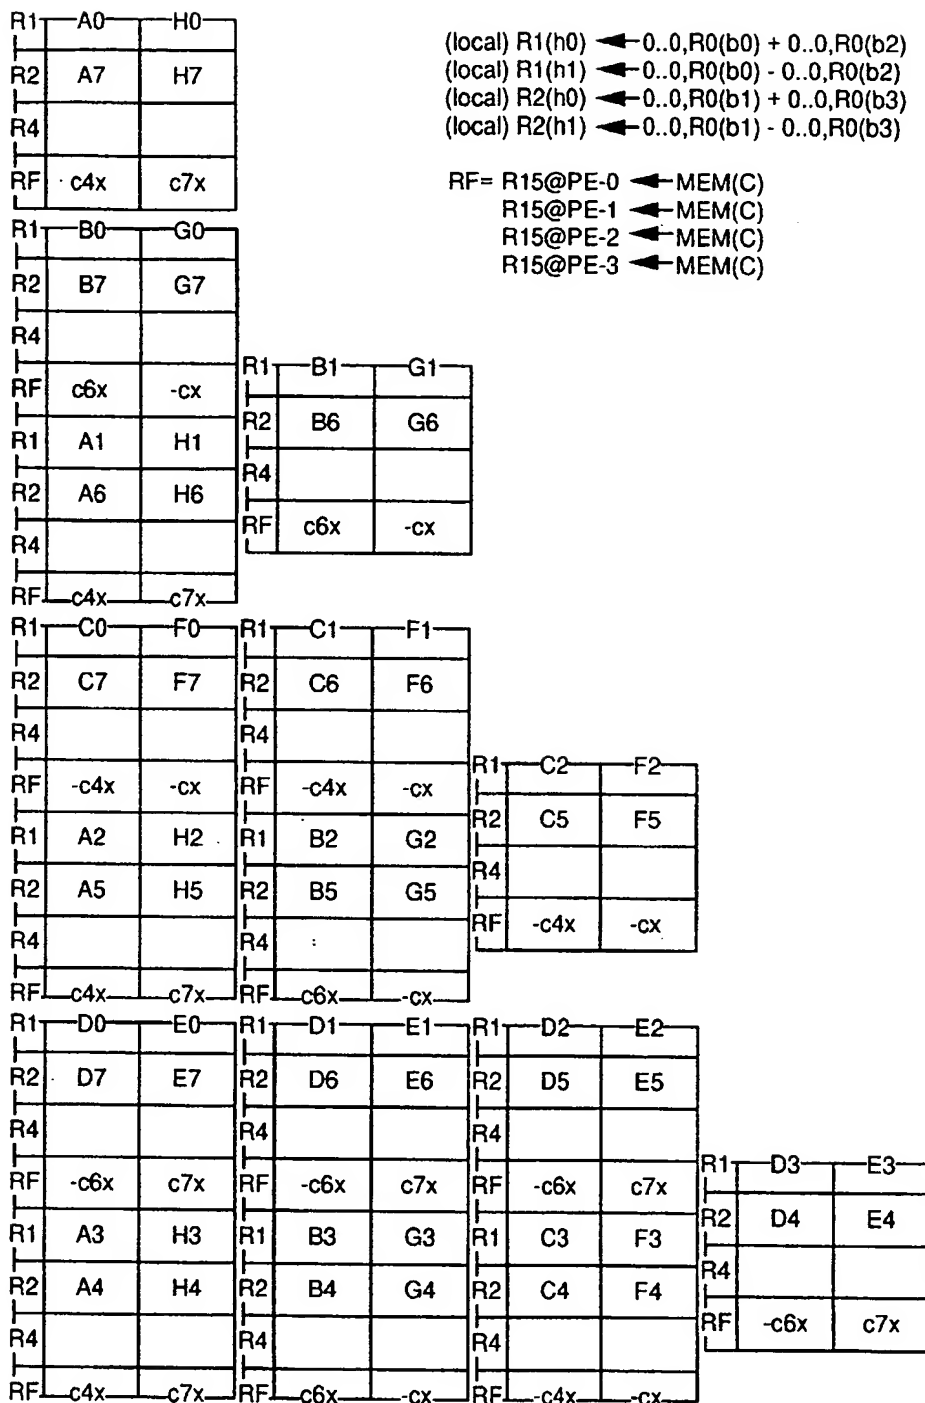 (local) R1(h0) ◄ 0..0,R0(b0) + 0..0,R0(b2)
(local) R1(h1) ◄ 0..0,R0(b0) - 0..0,R0(b2)
(local) R2(h0) ◄ 0..0,R0(b1) + 0..0,R0(b3)
(local) R2(h1) ◄ 0..0,R0(b1) - 0..0,R0(b3)
RF= R15@PE-0 ◄ MEM(C)
R15@PE-1 ◄ MEM(C)
R15@PE-2 ◄ MEM(C)
R15@PE-3 ◄ MEM(C)
R1 A0 H0
R2 A7 H7
R4
RF c4x c7x
R1 B0 G0
R2 B7 G7
R4
RF c6x -cx
R1 A1 H1
R2 A6 H6
R4
RF c4x c7x
R1 B1 G1
R2 B6 G6
R4
RF c6x -cx
R1 C0 F0
R2 C7 F7
R4
RF -c4x -cx
R1 A2 H2
R2 A5 H5
R4
RF c4x c7x
R1 C1 F1
R2 C6 F6
R4
RF -c4x -cx
R1 B2 G2
R2 B5 G5
R4
RF c6x -cx
R1 C2 F2
R2 C5 F5
R4
RF -c4x -cx
R1 D0 E0
R2 D7 E7
R4
RF -c6x c7x
R1 A3 H3
R2 A4 H4
R4
RF c4x c7x
R1 D1 E1
R2 D6 E6
R4
RF -c6x c7x
R1 B3 G3
R2 B4 G4
R4
RF c6x -cx
R1 D2 E2
R2 D5 E5
R4
RF -c6x c7x
R1 C3 F3
R2 C4 F4
R4
RF -c4x -cx
R1 D3 E3
R2 D4 E4
R4
RF -c6x c7x